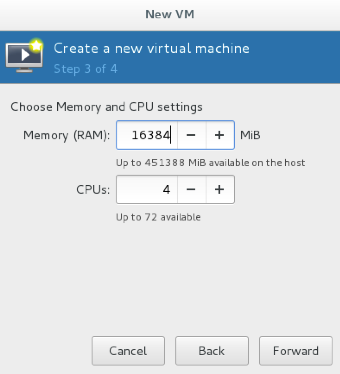 New VM
Create a new virtual machine
Step 3 of 4
Choose Memory and CPU settings
Memory (RAM): 16384 − + MiB
Up to 451388 MiB available on the host
CPUs: 4 − +
Up to 72 available
Cancel Back Forward